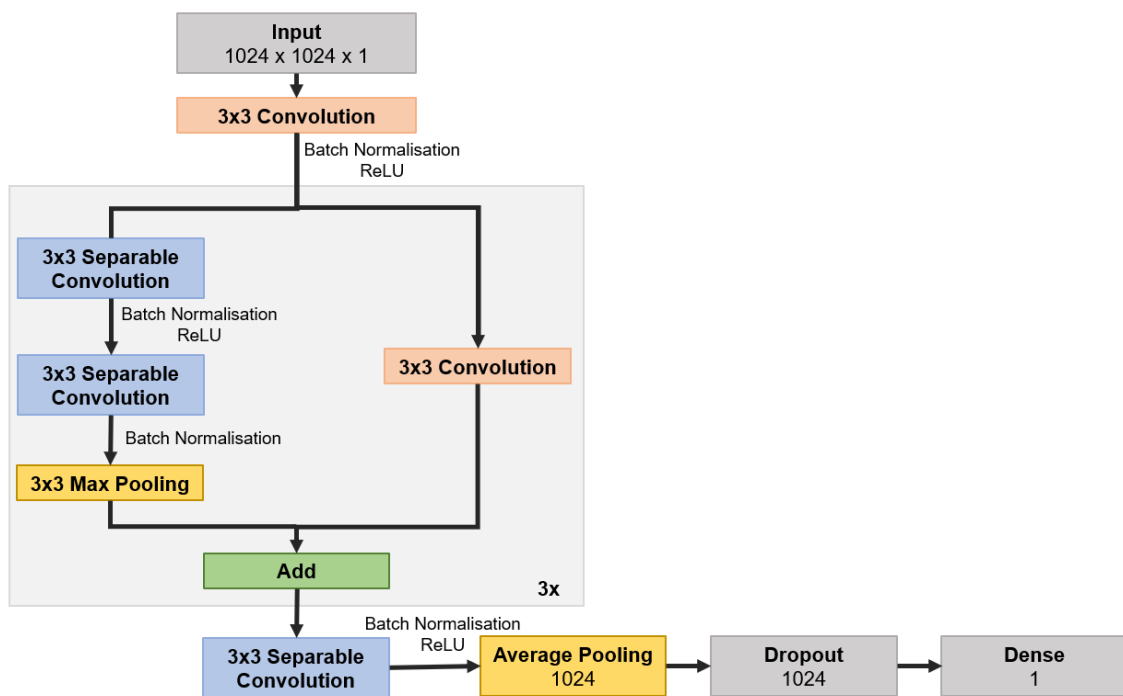 Input
1024 x 1024 x 1
3x3 Convolution
Batch Normalisation
ReLU
3x3 Separable
Convolution
Batch Normalisation
ReLU
3x3 Separable
Convolution
3x3 Convolution
Batch Normalisation
3x3 Max Pooling
Add
3x
Batch Normalisation
ReLU
3x3 Separable
Convolution
Average Pooling
1024
Dropout
1024
Dense
1